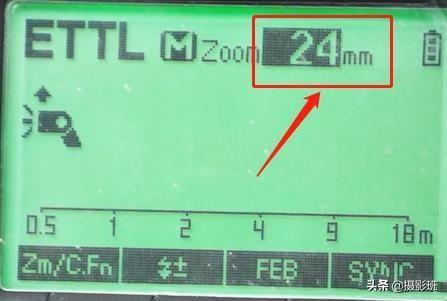 ETTL M Zoom 24mm
0.5 1 2 4 9 18m
Zm/C.Fn ± FEB SYNC
头条 @摄影班